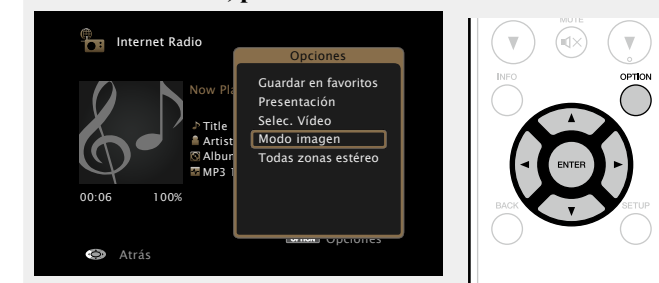 Internet Radio
Opciones
Guardar en favoritos
Presentación
Selec. Vídeo
Modo imagen
Todas zonas estéreo
Now Pla
Title
Artist
Albu
MP3
00:06 100%
Opciones
Atrás
MUTE
INFO
OPTION
ENTER
BACK
SETUP